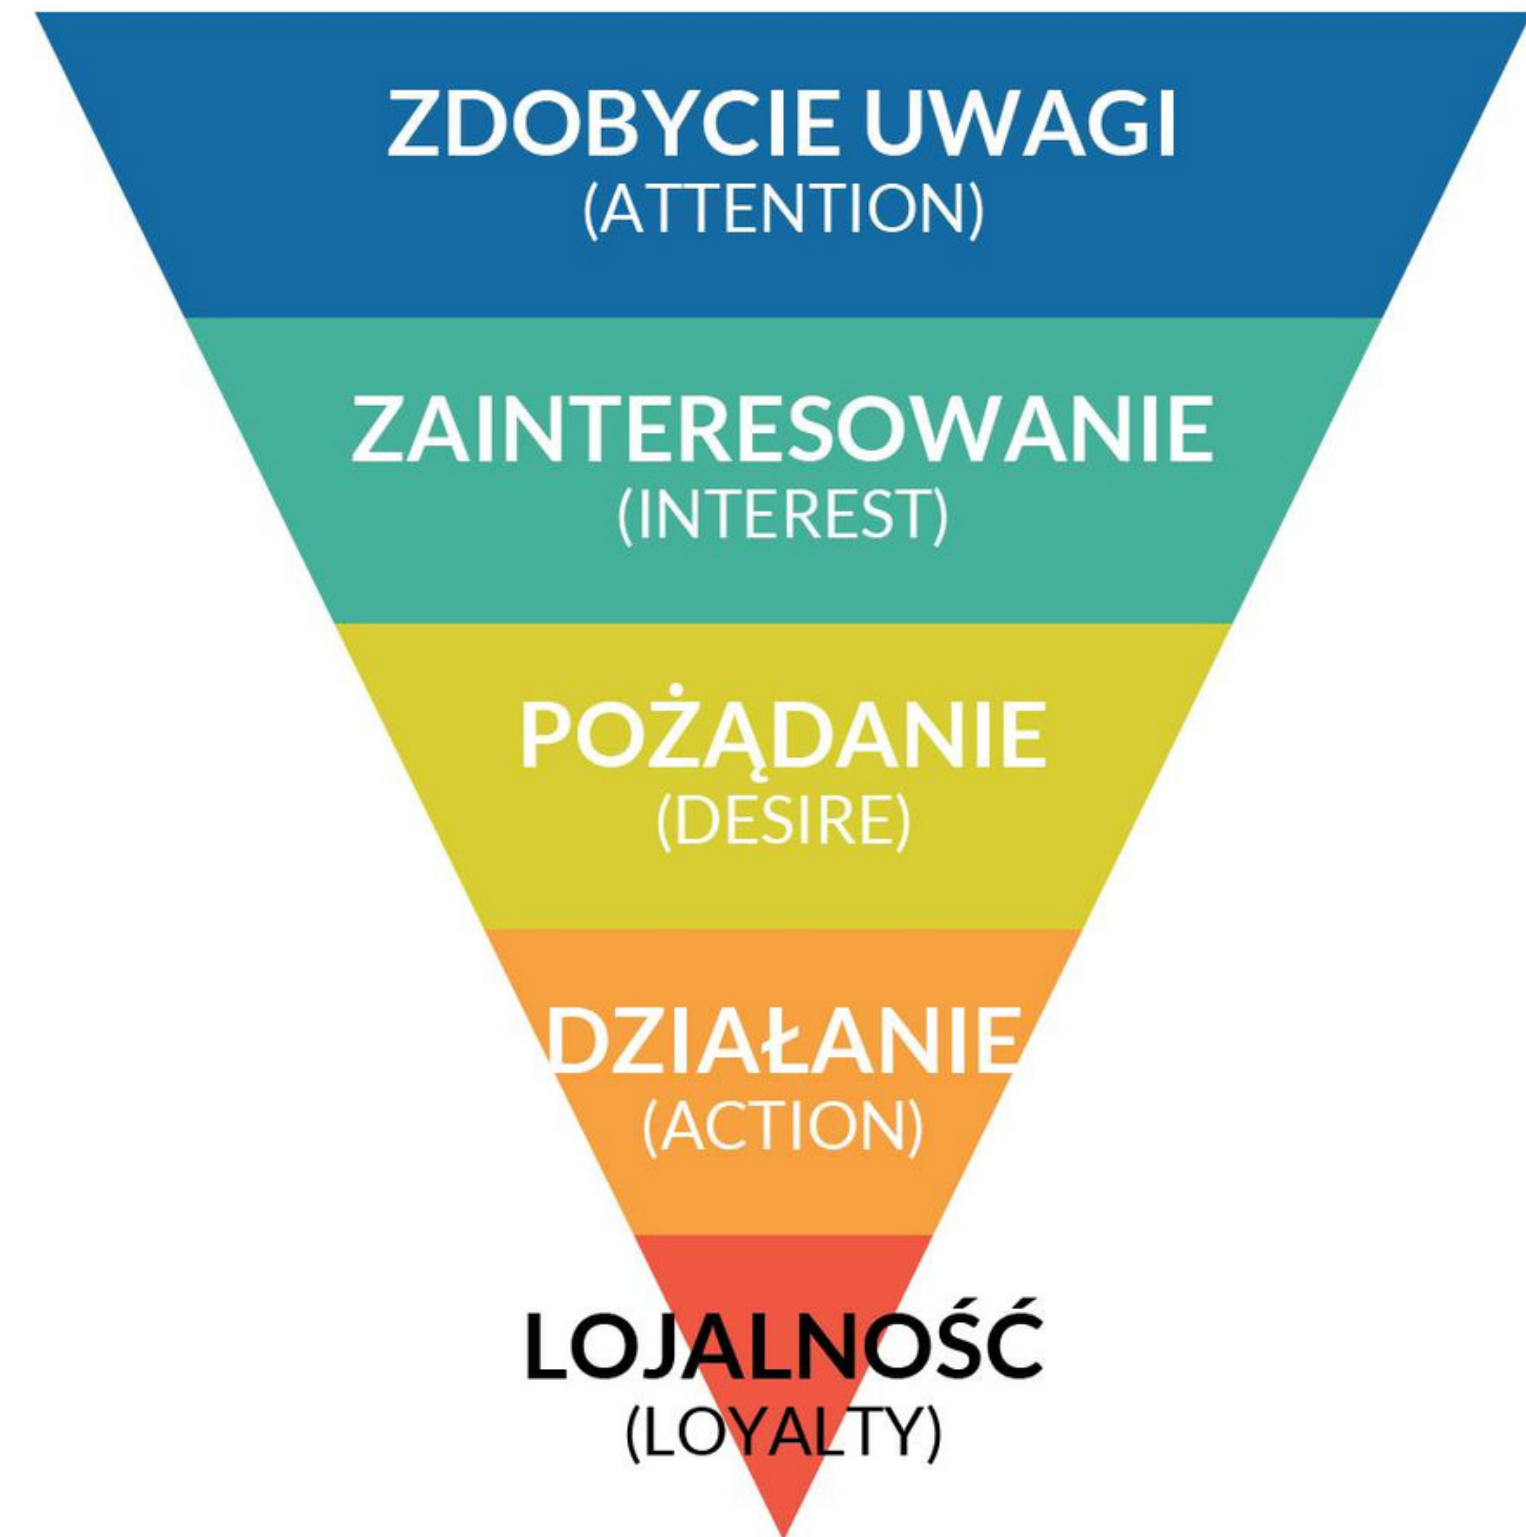 ZDOBYCIE UWAGI
(ATTENTION)
ZAINTERESOWANIE
(INTEREST)
POŻĄDANIE
(DESIRE)
DZIAŁANIE
(ACTION)
LOJALNOŚĆ
(LOYALTY)